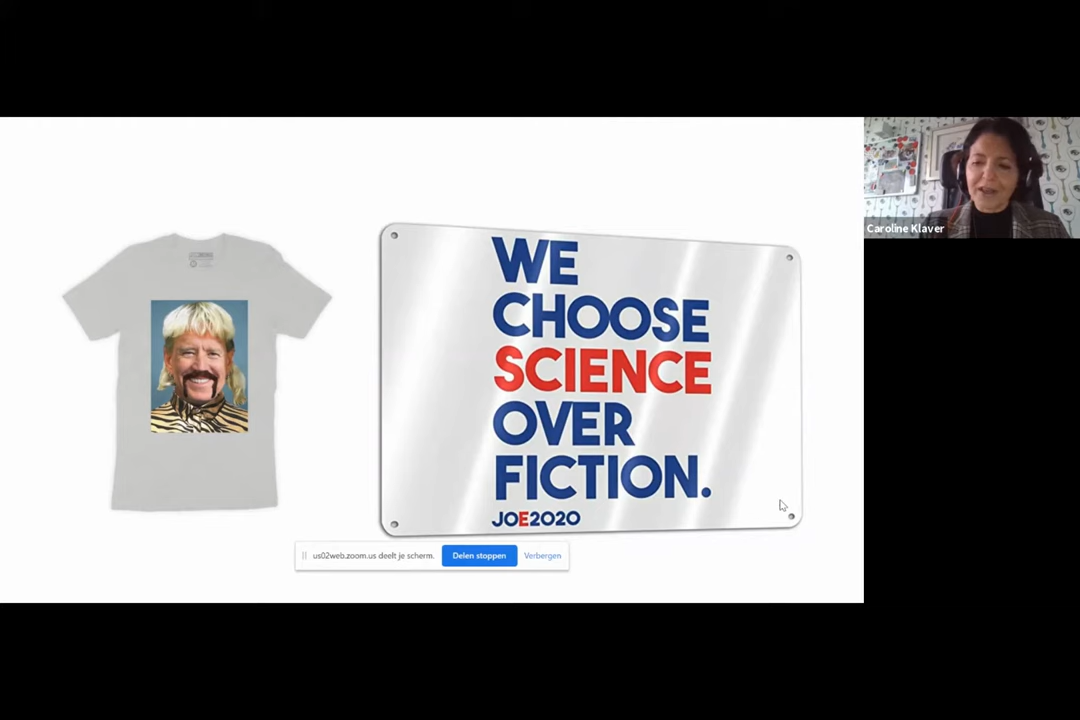 WE
CHOOSE
SCIENCE
OVER
FICTION.
JOE2020
us02web.zoom.us deelt je scherm.
Delen stoppen
Verbergen
Caroline Klaver